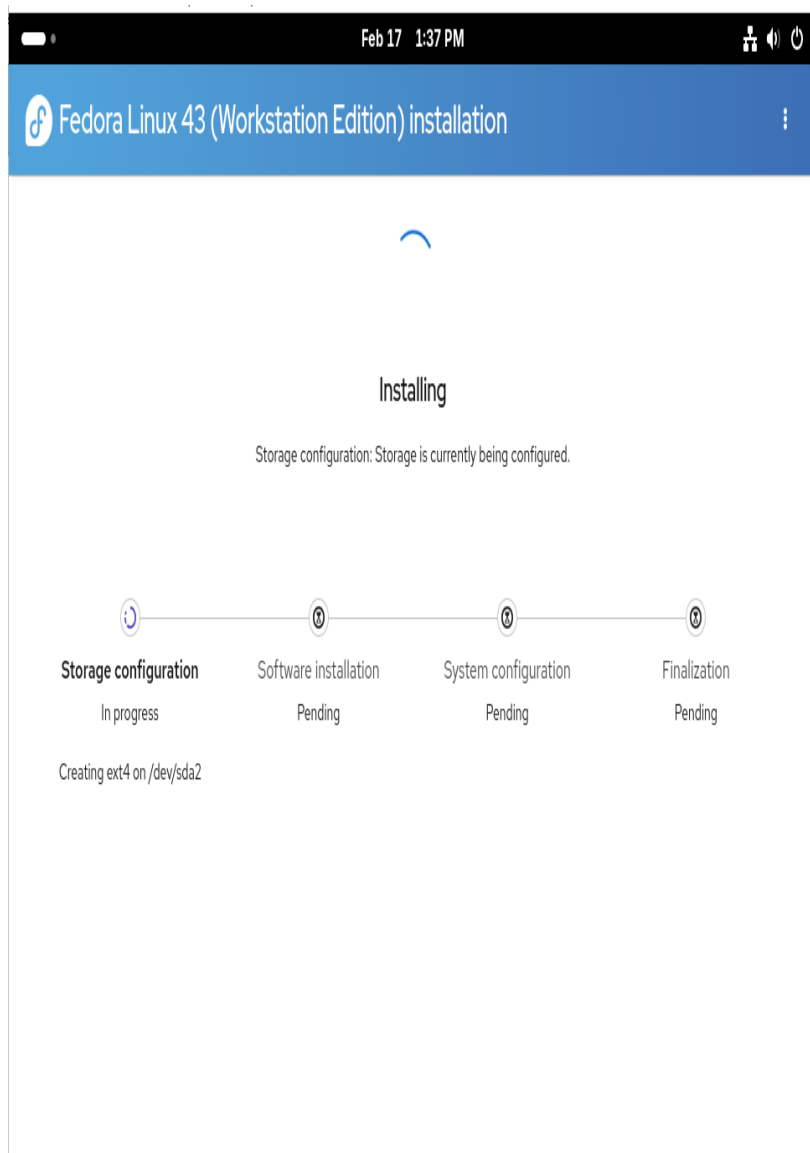 Feb 17 1:37 PM
Fedora Linux 43 (Workstation Edition) installation
Installing
Storage configuration: Storage is currently being configured.
Storage configuration Software installation System configuration Finalization
In progress Pending Pending Pending
Creating ext4 on /dev/sda2